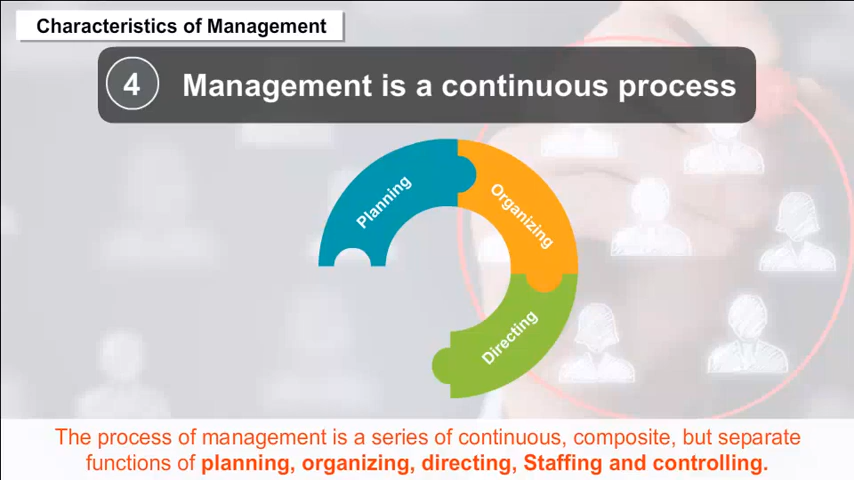 Characteristics of Management
4 Management is a continuous process
Planning
Organizing
Directing
The process of management is a series of continuous, composite, but separate
functions of planning, organizing, directing, Staffing and controlling.